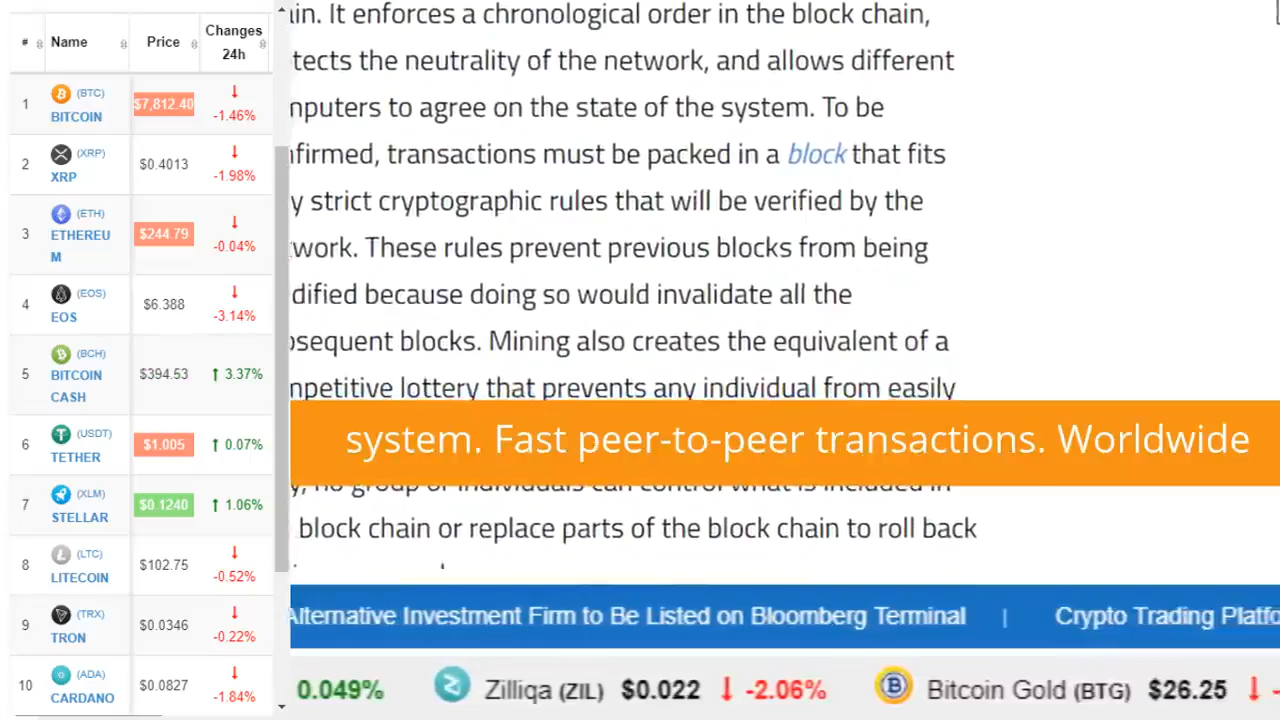 # Name Price Changes 24h
1 (BTC) BITCOIN $7,812.40 ↓ -1.46%
2 (XRP) XRP $0.4013 ↓ -1.98%
3 (ETH) ETHEREUM $244.79 ↓ -0.04%
4 (EOS) EOS $6.388 ↓ -3.14%
5 (BCH) BITCOIN CASH $394.53 ↑ 3.37%
6 (USDT) TETHER $1.005 ↑ 0.07%
7 (XLM) STELLAR $0.1240 ↑ 1.06%
8 (LTC) LITECOIN $102.75 ↓ -0.52%
9 (TRX) TRON $0.0346 ↓ -0.22%
10 (ADA) CARDANO $0.0827 ↓ -1.84%
in. It enforces a chronological order in the block chain,
tects the neutrality of the network, and allows different
nputers to agree on the state of the system. To be
firmed, transactions must be packed in a block that fits
y strict cryptographic rules that will be verified by the
work. These rules prevent previous blocks from being
dified because doing so would invalidate all the
sequent blocks. Mining also creates the equivalent of a
npetitive lottery that prevents any individual from easily
system. Fast peer-to-peer transactions. Worldwide
block chain or replace parts of the block chain to roll back
Alternative Investment Firm to Be Listed on Bloomberg Terminal | Crypto Trading Platfo
0.049% Zilliqa (ZIL) $0.022 ↓ -2.06% Bitcoin Gold (BTG) $26.25 ↓